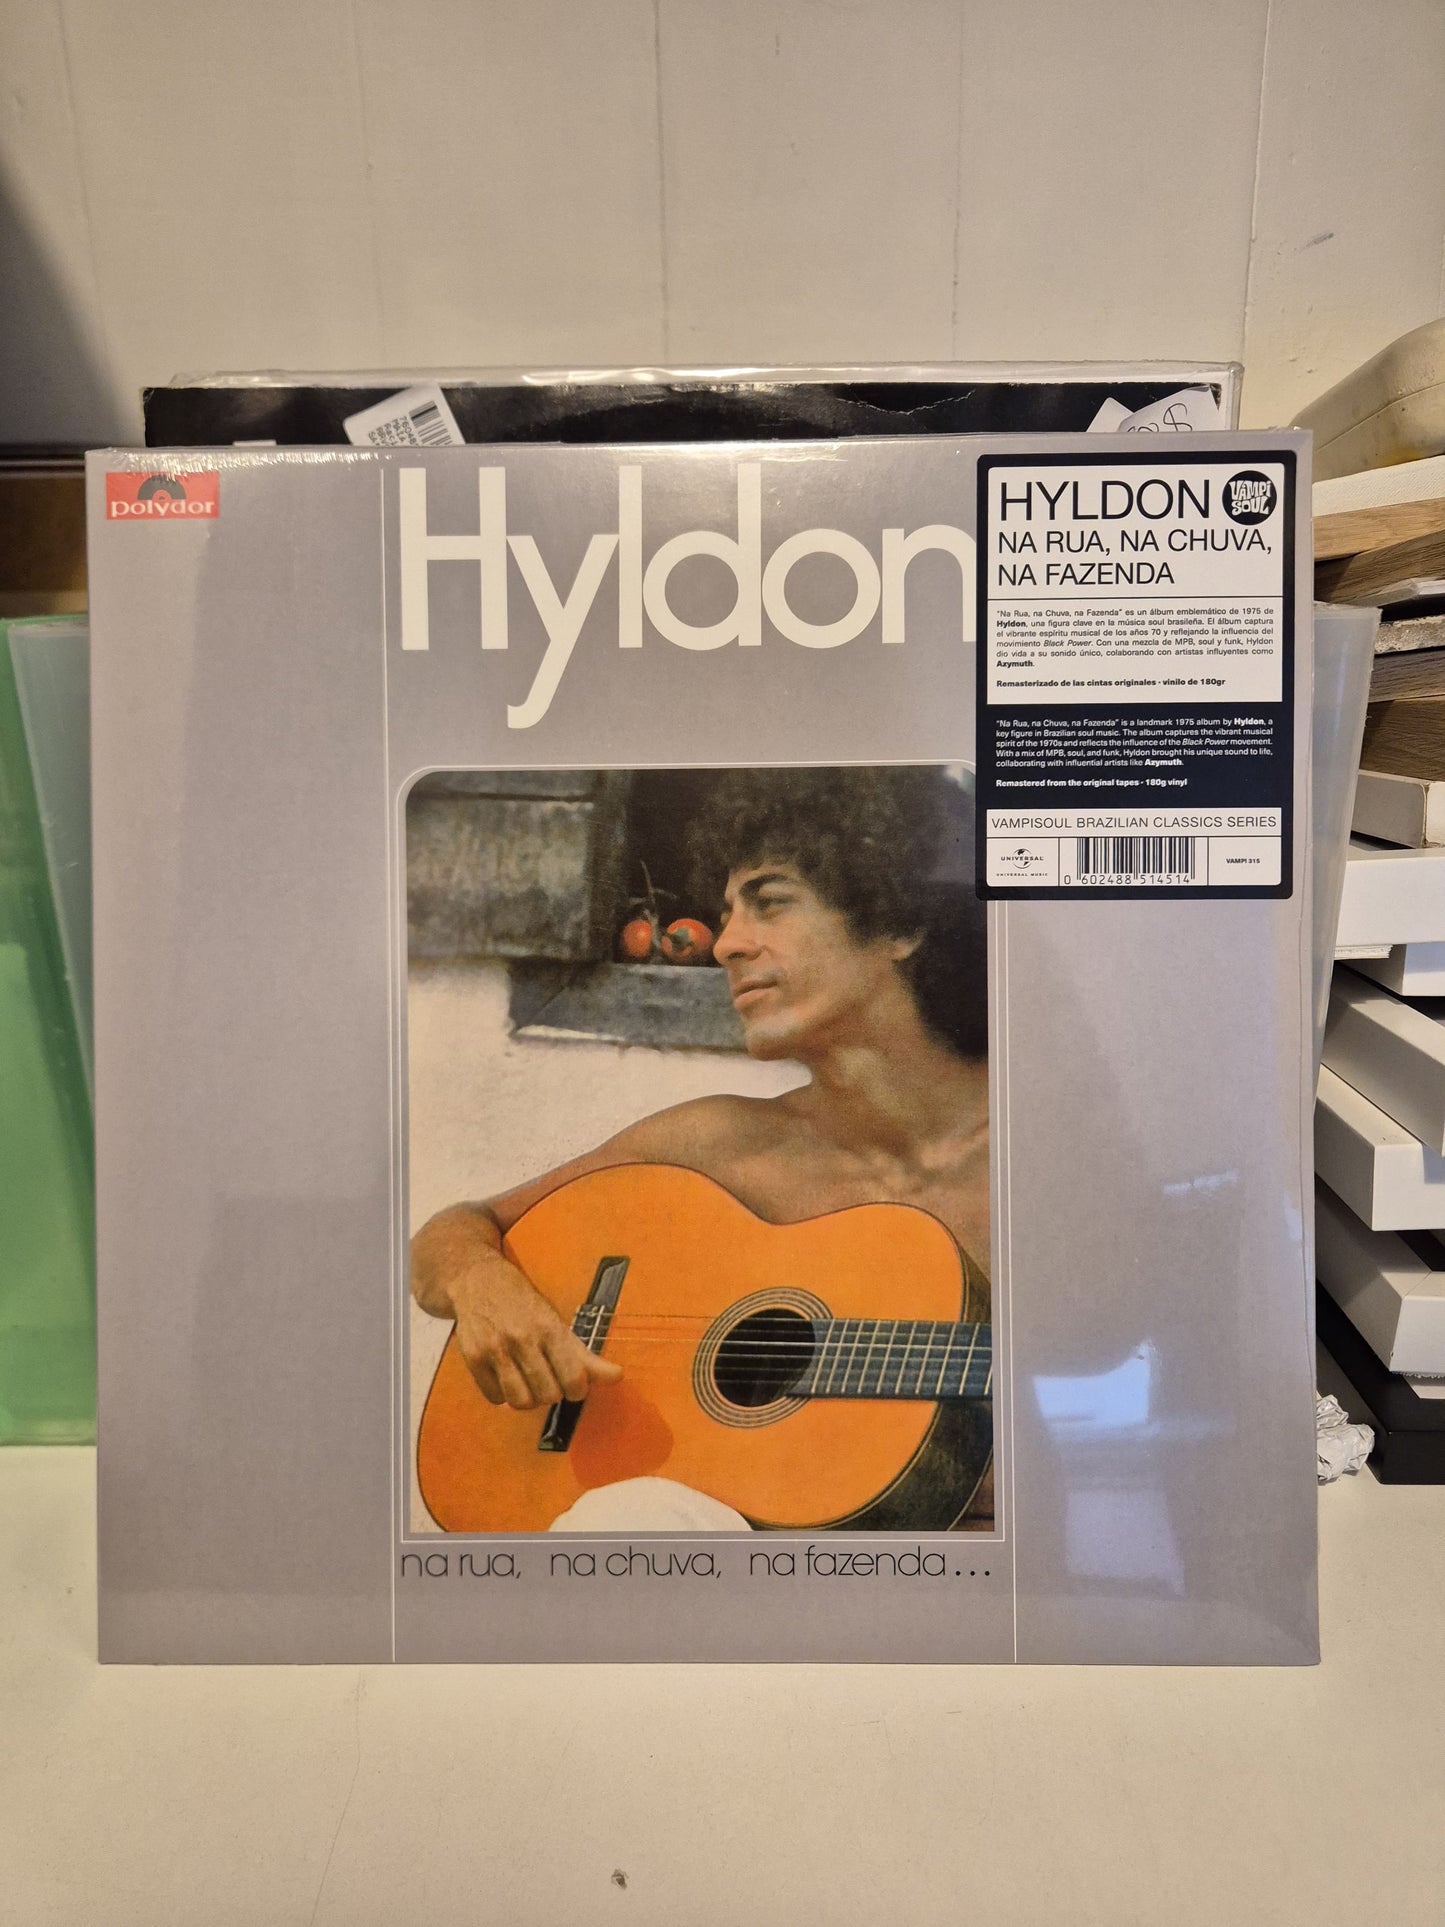 polydor
Hyldon
HYLDON
VAMPI
SOUL
NA RUA, NA CHUVA,
NA FAZENDA
"Na Rua, na Chuva, na Fazenda" es un álbum emblemático de 1975 de
Hyldon, una figura clave en la música soul brasileña. El álbum captura
el vibrante espíritu musical de los años 70 y reflejando la influencia del
movimiento Black Power. Con una mezcla de MPB, soul y funk, Hyldon
dio vida a su sonido único, colaborando con artistas influyentes como
Azymuth.
Remasterizado de las cintas originales - vinilo de 180gr
"Na Rua, na Chuva, na Fazenda" is a landmark 1975 album by Hyldon, a
key figure in Brazilian soul music. The album captures the vibrant musical
spirit of the 1970s and reflects the influence of the Black Power movement.
With a mix of MPB, soul, and funk, Hyldon brought his unique sound to life,
collaborating with influential artists like Azymuth.
Remastered from the original tapes - 180g vinyl
VAMPISOUL BRAZILIAN CLASSICS SERIES
UNIVERSAL
UNIVERSAL MUSIC
0 602488 514514
VAMPI 315
na rua, na chuva, na fazenda...